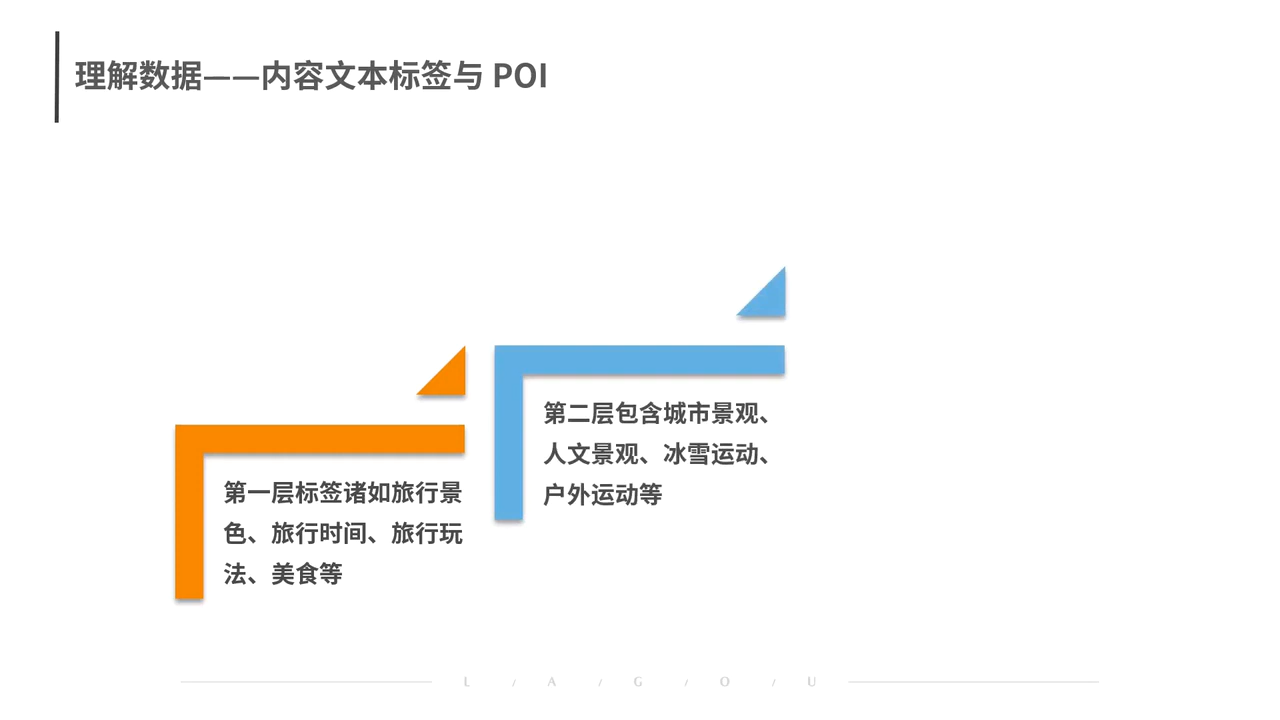 理解数据——内容文本标签与 POI
第一层标签诸如旅行景
色、旅行时间、旅行玩
法、美食等
第二层包含城市景观、
人文景观、冰雪运动、
户外运动等
L / A / G / O / U